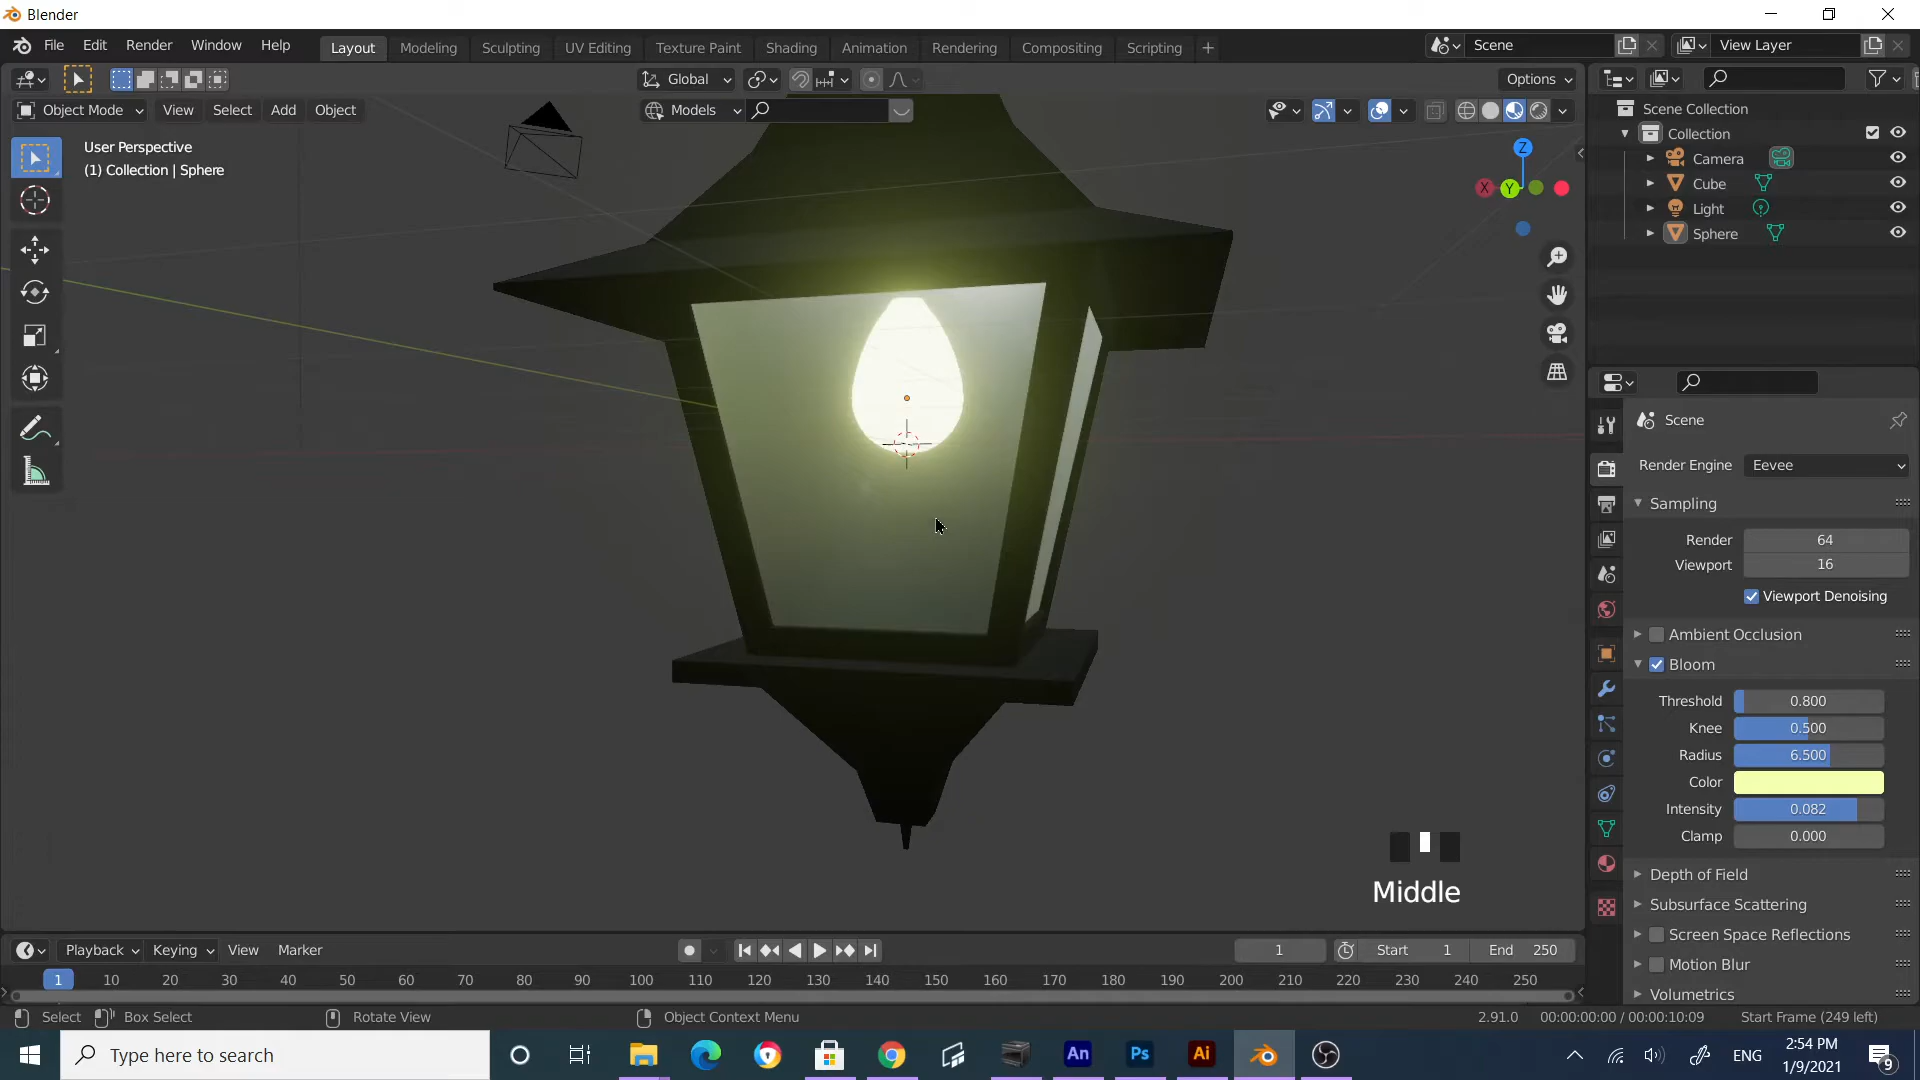 Blender
File Edit Render Window Help
Layout Modeling Sculpting UV Editing Texture Paint Shading Animation Rendering Compositing Scripting +
Scene
View Layer
Global
Options
Object Mode View Select Add Object
Models
User Perspective
(1) Collection | Sphere
Z
X Y
Scene Collection
Collection
Camera
Cube
Light
Sphere
Scene
Render Engine Eevee
Sampling
Render 64
Viewport 16
Viewport Denoising
Ambient Occlusion
Bloom
Threshold 0.800
Knee 0.500
Radius 6.500
Color
Intensity 0.082
Clamp 0.000
Depth of Field
Subsurface Scattering
Screen Space Reflections
Motion Blur
Volumetrics
Middle
Playback Keying View Marker
1
Start 1 End 250
1 10 20 30 40 50 60 70 80 90 100 110 120 130 140 150 160 170 180 190 200 210 220 230 240 250
Select Box Select Rotate View Object Context Menu
2.91.0 00:00:00:00 / 00:00:10:09 Start Frame (249 left)
Type here to search
An Ps Ai
ENG
2:54 PM
1/9/2021
9